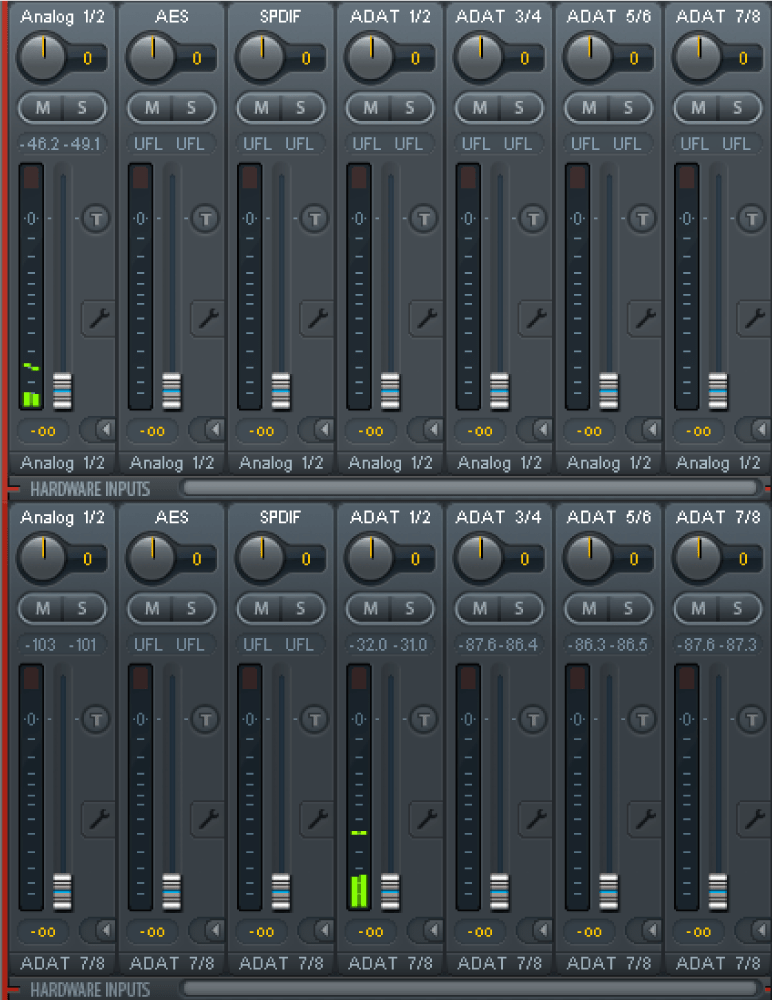 Analog 1/2 AES SPDIF ADAT 1/2 ADAT 3/4 ADAT 5/6 ADAT 7/8
0 0 0 0 0 0 0
M S M S M S M S M S M S M S
-46.2 -49.1 UFL UFL UFL UFL UFL UFL UFL UFL UFL UFL UFL UFL
0 T 0 T 0 T 0 T 0 T 0 T 0 T
-oo -oo -oo -oo -oo -oo -oo
Analog 1/2 Analog 1/2 Analog 1/2 Analog 1/2 Analog 1/2 Analog 1/2 Analog 1/2
HARDWARE INPUTS
Analog 1/2 AES SPDIF ADAT 1/2 ADAT 3/4 ADAT 5/6 ADAT 7/8
0 0 0 0 0 0 0
M S M S M S M S M S M S M S
-103 -101 UFL UFL UFL UFL -32.0 -31.0 -87.6 -86.4 -86.3 -86.5 -87.6 -87.3
0 T 0 T 0 T 0 T 0 T 0 T 0 T
-oo -oo -oo -oo -oo -oo -oo
ADAT 7/8 ADAT 7/8 ADAT 7/8 ADAT 7/8 ADAT 7/8 ADAT 7/8 ADAT 7/8
HARDWARE INPUTS